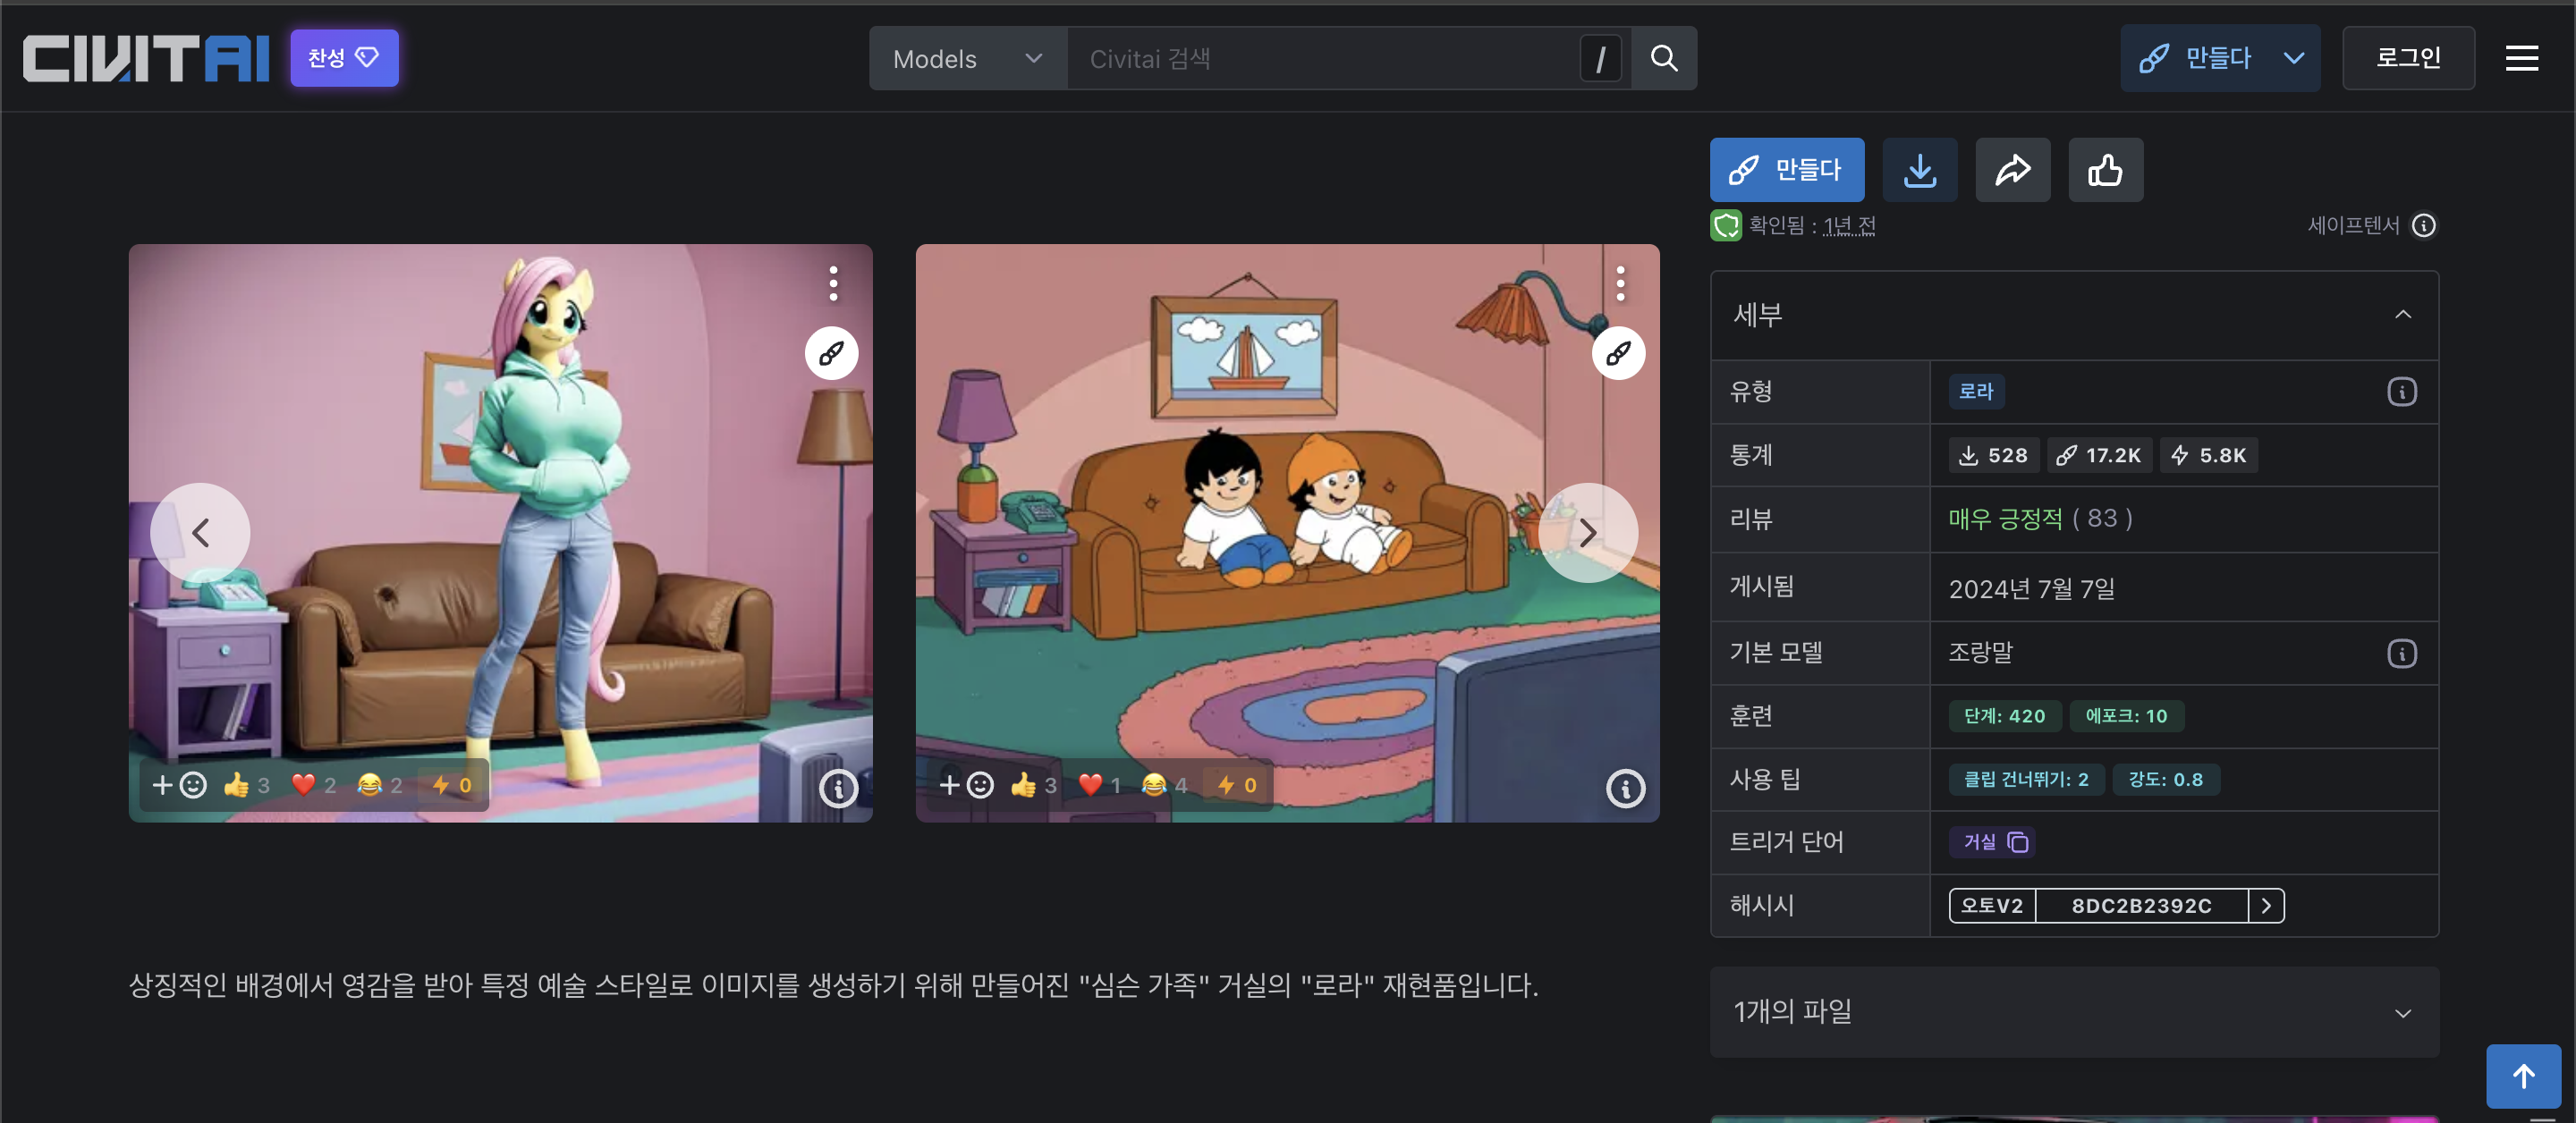 CIVITAI
찬성
Models
Civitai 검색
/
만들다
로그인
만들다
확인됨 : 1년 전
세이프텐서
세부
유형
로라
통계
528
17.2K
5.8K
리뷰
매우 긍정적 ( 83 )
게시됨
2024년 7월 7일
기본 모델
조랑말
훈련
단계: 420
에포크: 10
사용 팁
클립 건너뛰기: 2
강도: 0.8
트리거 단어
거실
해시시
오토V2
8DC2B2392C
3
2
2
0
3
1
4
0
상징적인 배경에서 영감을 받아 특정 예술 스타일로 이미지를 생성하기 위해 만들어진 "심슨 가족" 거실의 "로라" 재현품입니다.
1개의 파일